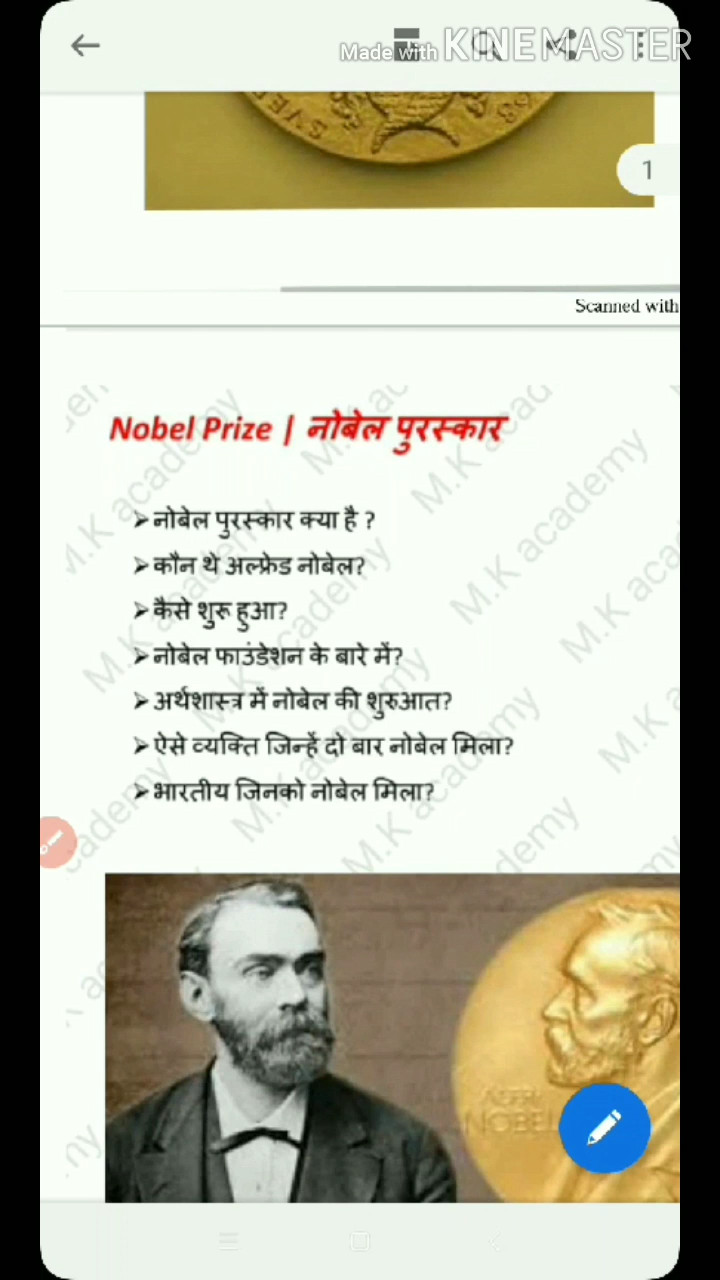 Made with KINEMASTER
1
Scanned with
Nobel Prize | नोबेल पुरस्कार
➢नोबेल पुरस्कार क्या है ?
➢कौन थे अल्फ्रेड नोबेल?
➢कैसे शुरू हुआ?
➢नोबेल फाउंडेशन के बारे में?
➢अर्थशास्त्र में नोबेल की शुरुआत?
➢ऐसे व्यक्ति जिन्हें दो बार नोबेल मिला?
➢भारतीय जिनको नोबेल मिला?
M.K academy
NOBEL